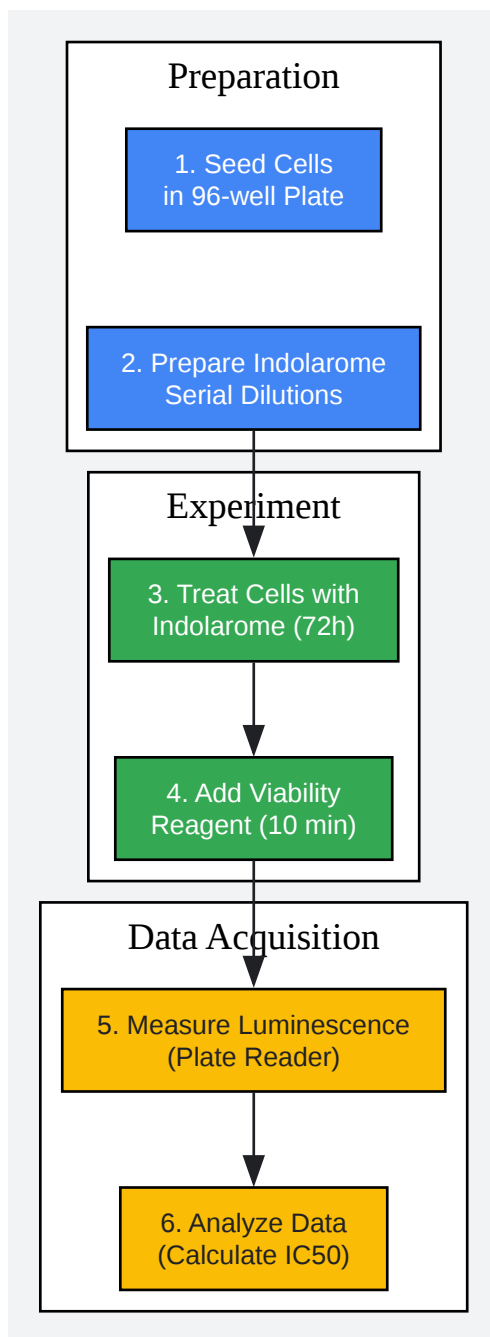 Preparation
1. Seed Cells
in 96-well Plate
2. Prepare Indolarome
Serial Dilutions
Experiment
3. Treat Cells with
Indolarome (72h)
4. Add Viability
Reagent (10 min)
Data Acquisition
5. Measure Luminescence
(Plate Reader)
6. Analyze Data
(Calculate IC50)